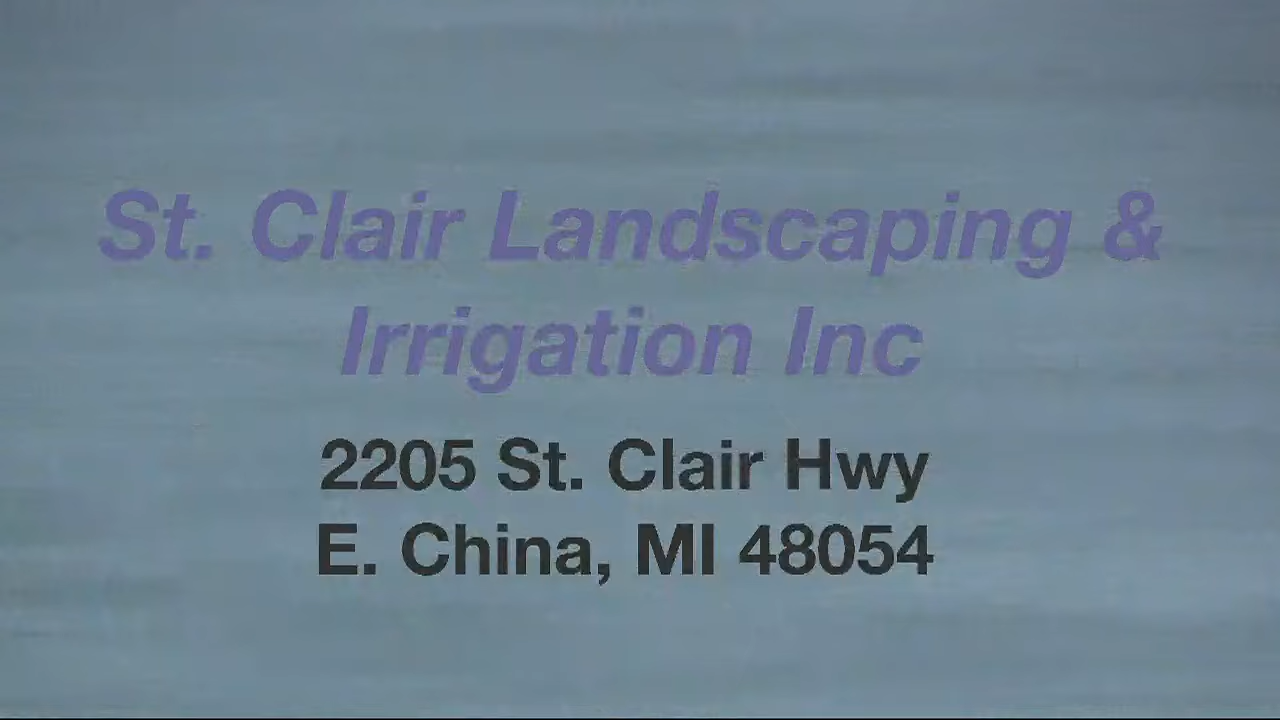 St. Clair Landscaping &
Irrigation Inc
2205 St. Clair Hwy
E. China, MI 48054